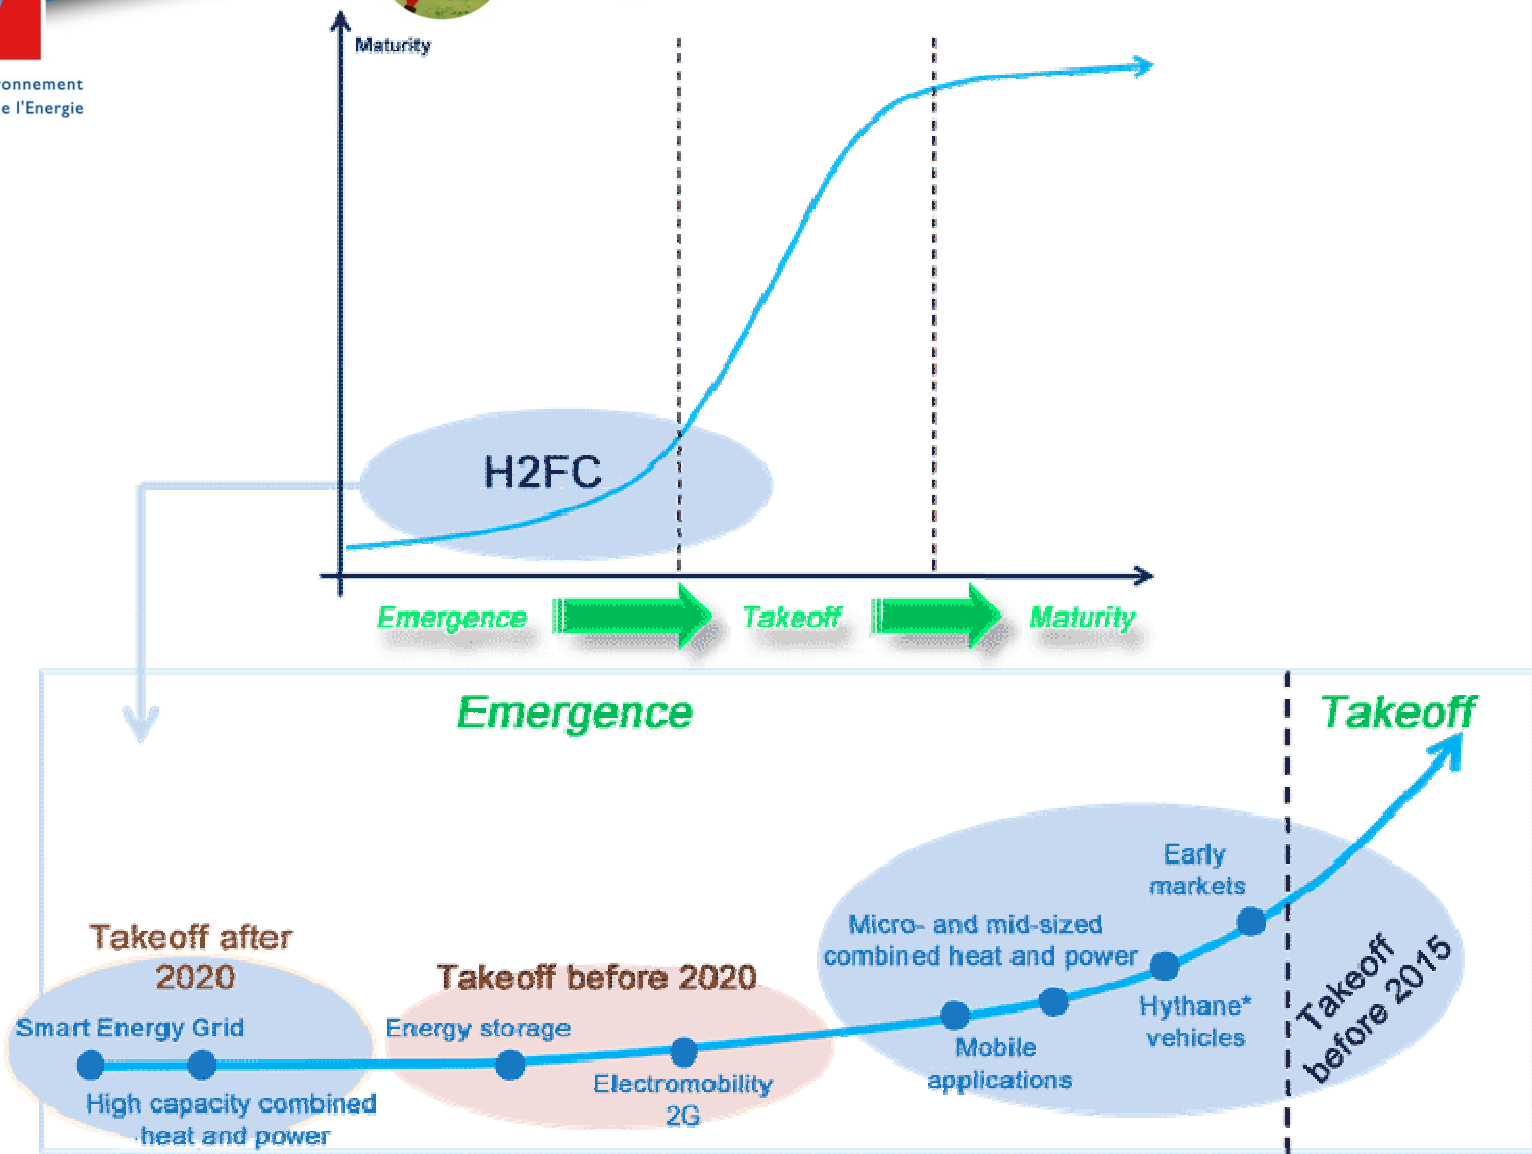 Maturity
ronnement
e l'Energie
H2FC
Emergence
Takeoff
Maturity
Emergence
Takeoff
Early
markets
Micro- and mid-sized
combined heat and power
Takeoff after
2020
Takeoff before 2020
Takeoff
before 2015
Smart Energy Grid
Energy storage
Hythane*
vehicles
Mobile
applications
Electromobility
2G
High capacity combined
heat and power